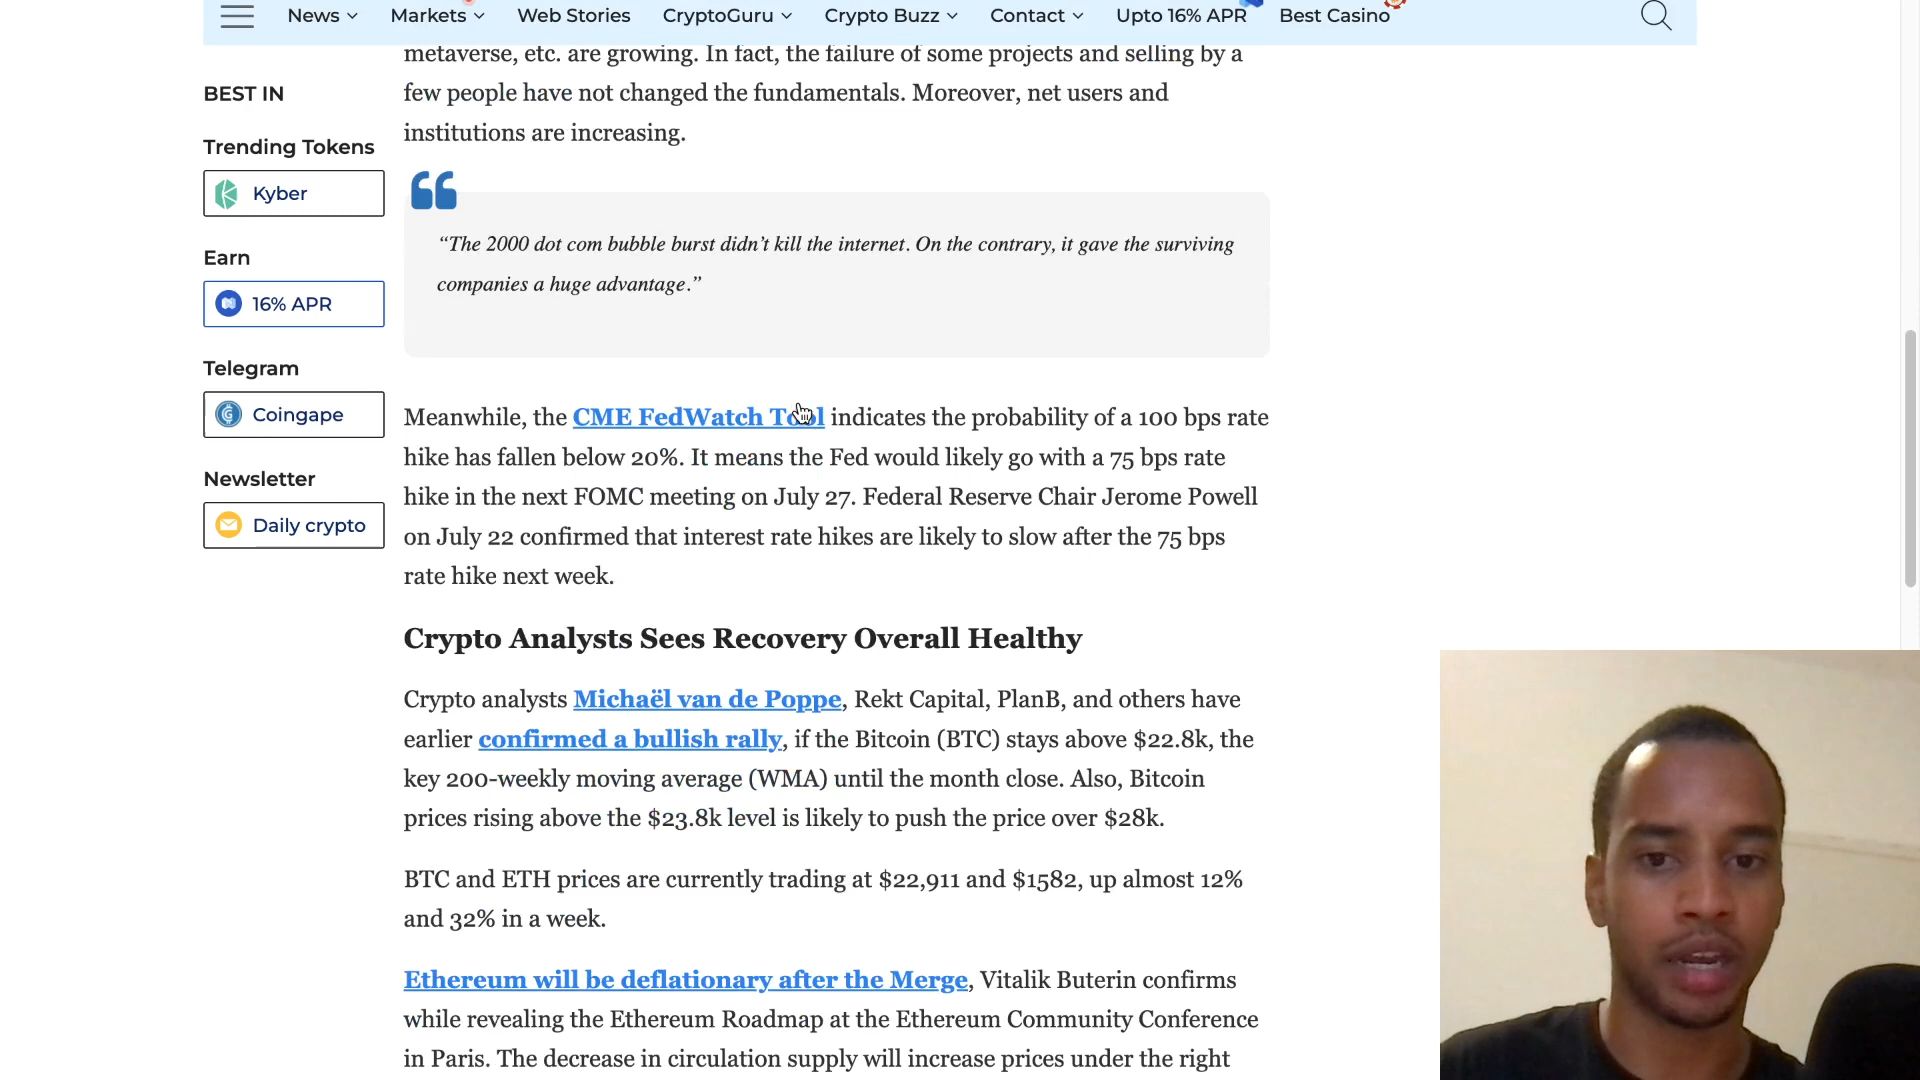 News
Markets
Web Stories
CryptoGuru
Crypto Buzz
Contact
Upto 16% APR
Best Casino
BEST IN
Trending Tokens
Kyber
Earn
16% APR
Telegram
Coingape
Newsletter
Daily crypto
metaverse, etc. are growing. In fact, the failure of some projects and selling by a
few people have not changed the fundamentals. Moreover, net users and
institutions are increasing.
“The 2000 dot com bubble burst didn’t kill the internet. On the contrary, it gave the surviving
companies a huge advantage.”
Meanwhile, the CME FedWatch Tool indicates the probability of a 100 bps rate
hike has fallen below 20%. It means the Fed would likely go with a 75 bps rate
hike in the next FOMC meeting on July 27. Federal Reserve Chair Jerome Powell
on July 22 confirmed that interest rate hikes are likely to slow after the 75 bps
rate hike next week.
Crypto Analysts Sees Recovery Overall Healthy
Crypto analysts Michaël van de Poppe, Rekt Capital, PlanB, and others have
earlier confirmed a bullish rally, if the Bitcoin (BTC) stays above $22.8k, the
key 200-weekly moving average (WMA) until the month close. Also, Bitcoin
prices rising above the $23.8k level is likely to push the price over $28k.
BTC and ETH prices are currently trading at $22,911 and $1582, up almost 12%
and 32% in a week.
Ethereum will be deflationary after the Merge, Vitalik Buterin confirms
while revealing the Ethereum Roadmap at the Ethereum Community Conference
in Paris. The decrease in circulation supply will increase prices under the right